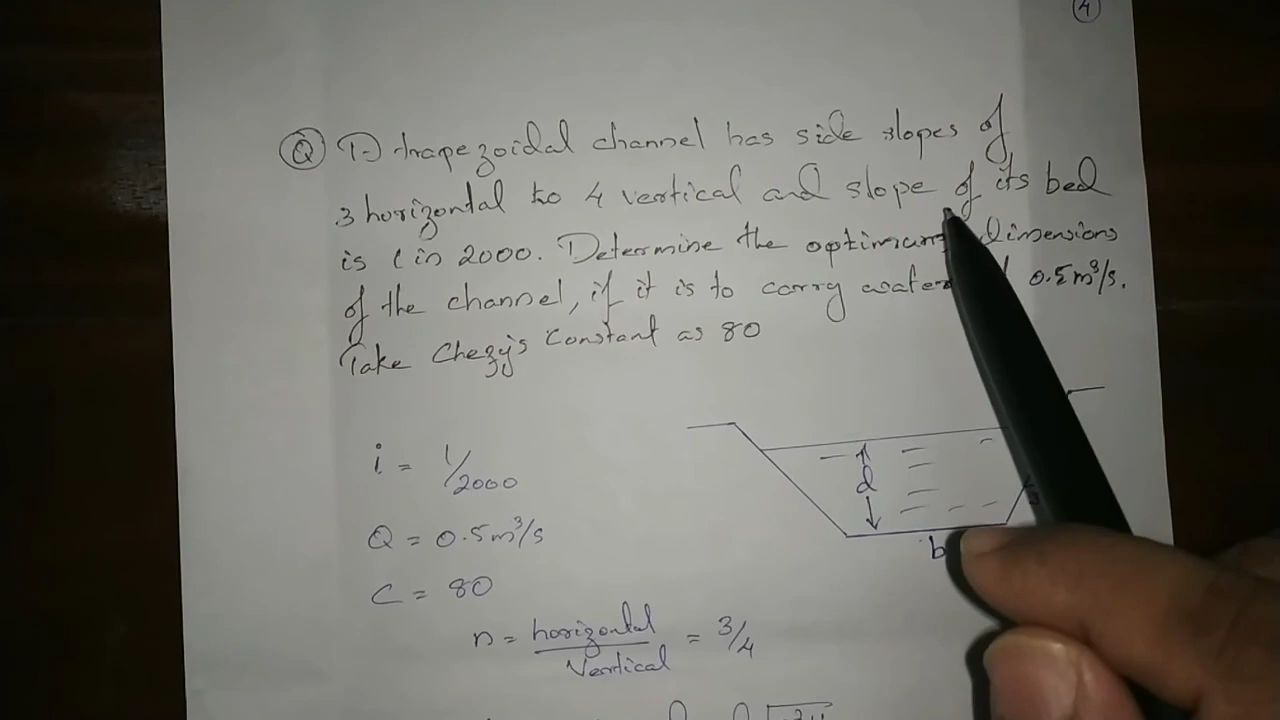 4
Q T-) trapezoidal channel has side slopes of
3 horizontal to 4 vertical and slope of its bed
is 1 in 2000. Determine the optimum dimensions
of the channel, if it is to carry water 0.5m³/s.
Take Chezy's Constant as 80
i = 1/2000
d
Q = 0.5m³/s
b
C = 80
n = horizontal / Vertical = 3/4